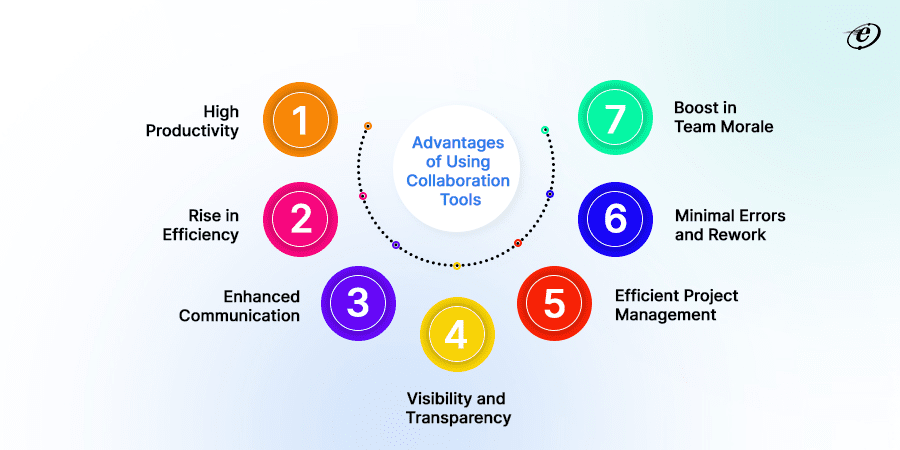 Advantages
of Using
Collaboration
Tools
1
High
Productivity
2
Rise in
Efficiency
3
Enhanced
Communication
4
Visibility and
Transparency
5
Efficient Project
Management
6
Minimal Errors
and Rework
7
Boost in
Team Morale
e